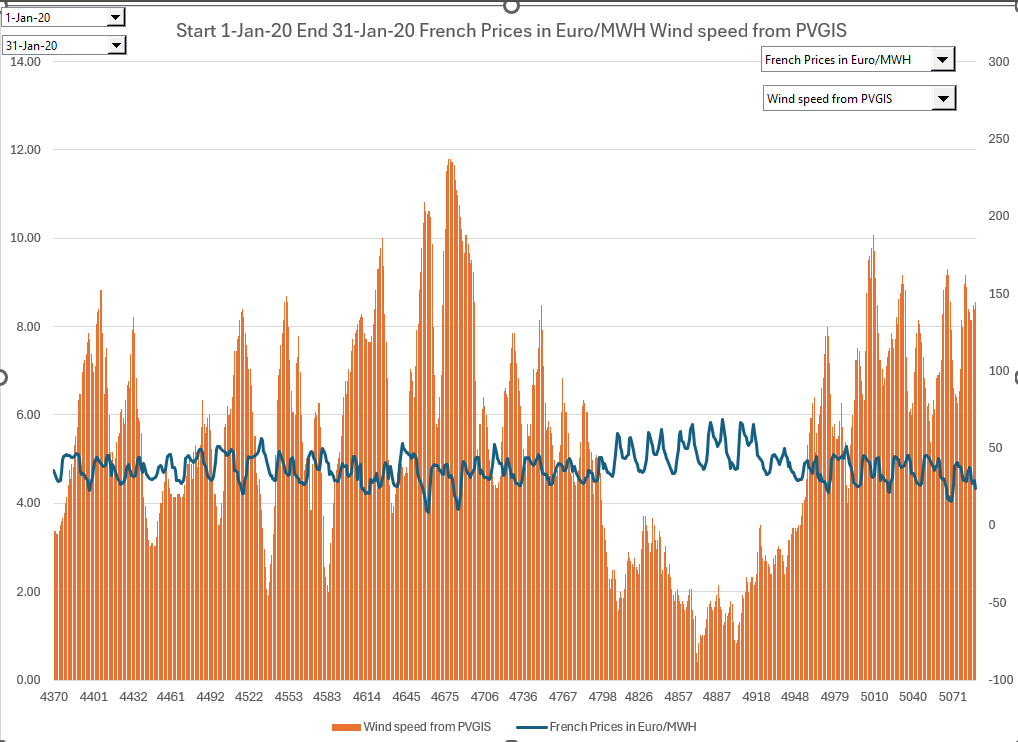 1-Jan-20
31-Jan-20
Start 1-Jan-20 End 31-Jan-20 French Prices in Euro/MWH Wind speed from PVGIS
French Prices in Euro/MWH
Wind speed from PVGIS
14.00
12.00
10.00
8.00
6.00
4.00
2.00
0.00
300
250
200
150
100
50
0
-50
-100
4370 4401 4432 4461 4492 4522 4553 4583 4614 4645 4675 4706 4736 4767 4798 4826 4857 4887 4918 4948 4979 5010 5040 5071
Wind speed from PVGIS French Prices in Euro/MWH